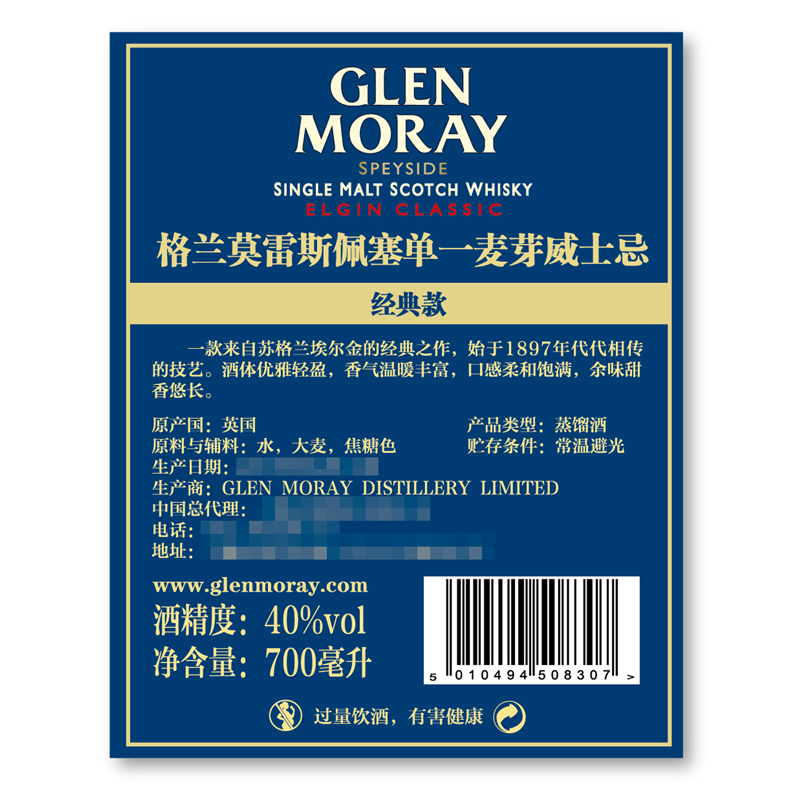 GLEN
MORAY
SPEYSIDE
SINGLE MALT SCOTCH WHISKY
ELGIN CLASSIC
格兰莫雷斯佩塞单一麦芽威士忌
经典款
一款来自苏格兰埃尔金的经典之作，始于1897年代代相传
的技艺。酒体优雅轻盈，香气温暖丰富，口感柔和饱满，余味甜
香悠长。
原产国：英国 产品类型：蒸馏酒
原料与辅料：水，大麦，焦糖色 贮存条件：常温避光
生产日期：
生产商：GLEN MORAY DISTILLERY LIMITED
中国总代理：
电话：
地址：
www.glenmoray.com
酒精度：40%vol
净含量：700毫升
5 010494 508307 >
过量饮酒，有害健康